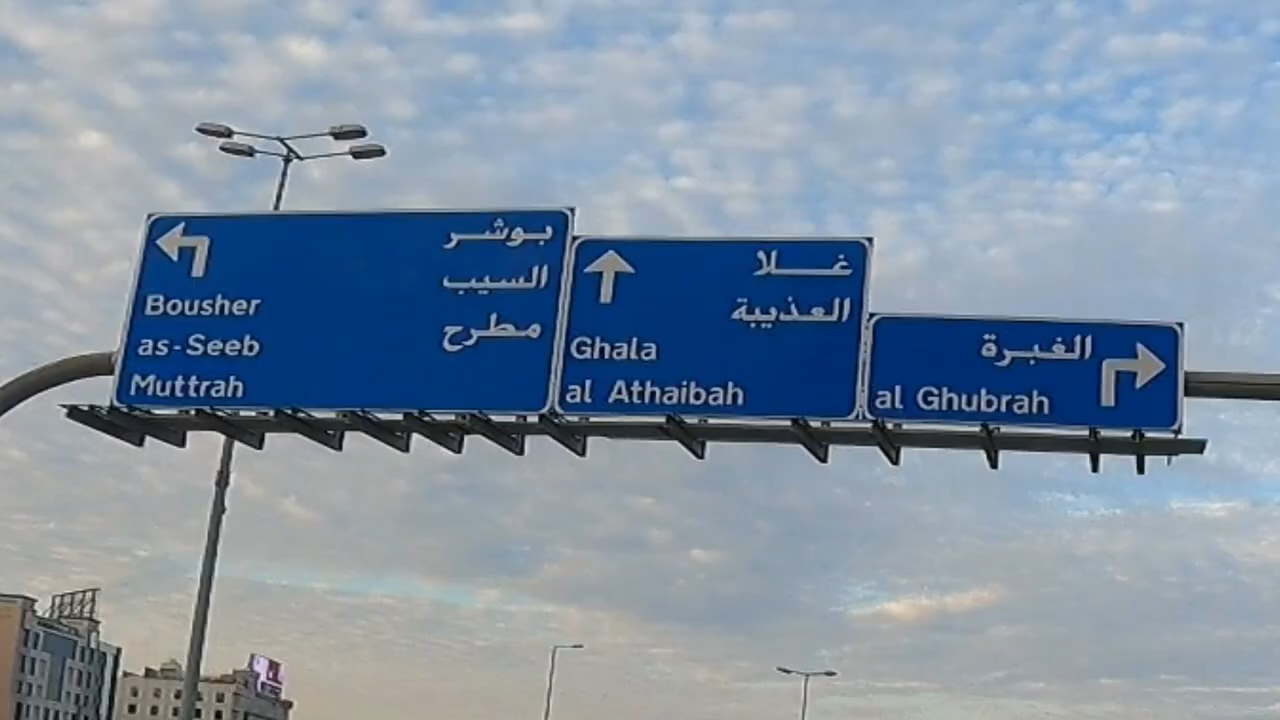 بوشر
السيب
مطرح
Bousher
as-Seeb
Muttrah
غلا
العذيبة
Ghala
al Athaibah
الغبرة
al Ghubrah